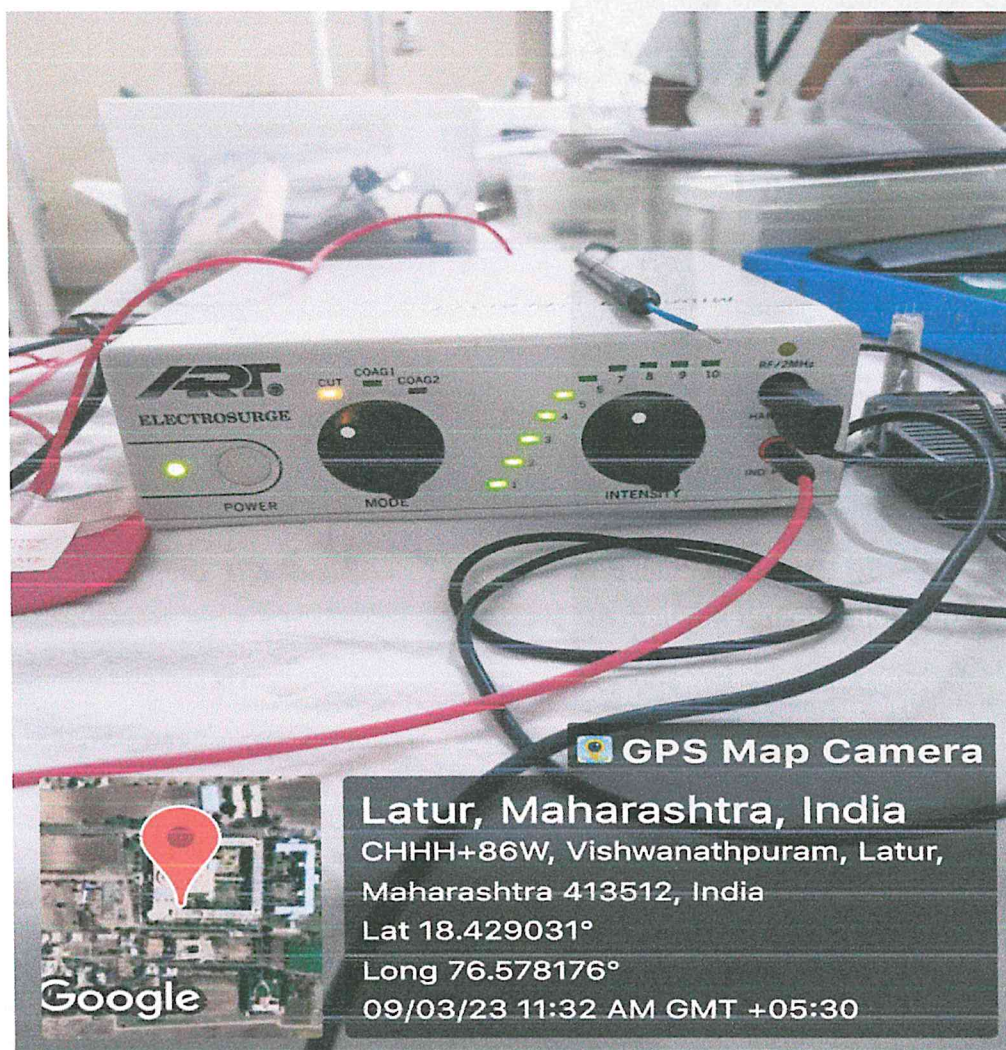 ART®
ELECTROSURGE
POWER
CUT
COAG1
COAG2
MODE
1
2
3
4
5
6
7
8
9
10
INTENSITY
RF/2MHz
GPS Map Camera
Latur, Maharashtra, India
CHHH+86W, Vishwanathpuram, Latur,
Maharashtra 413512, India
Lat 18.429031°
Long 76.578176°
09/03/23 11:32 AM GMT +05:30
Google